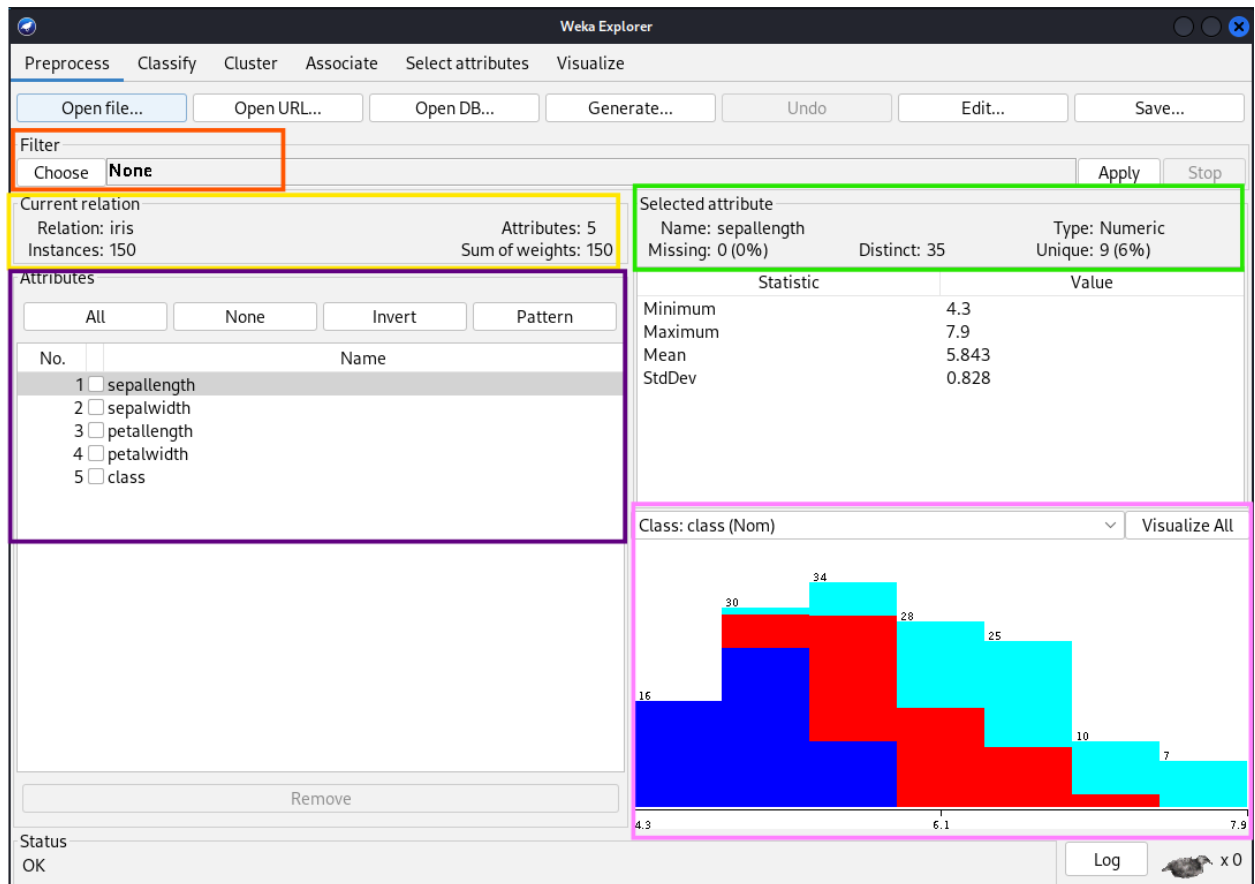 Weka Explorer
Preprocess Classify Cluster Associate Select attributes Visualize
Open file... Open URL... Open DB... Generate... Undo Edit... Save...
Filter
Choose None Apply Stop
Current relation
Relation: iris Attributes: 5
Instances: 150 Sum of weights: 150
Selected attribute
Name: sepallength Type: Numeric
Missing: 0 (0%) Distinct: 35 Unique: 9 (6%)
Attributes
All None Invert Pattern
No. Name
1 sepallength
2 sepalwidth
3 petallength
4 petalwidth
5 class
Remove
Statistic Value
Minimum 4.3
Maximum 7.9
Mean 5.843
StdDev 0.828
Class: class (Nom) Visualize All
16 30 34 28 25 10 7
4.3 6.1 7.9
Status
OK
Log x 0